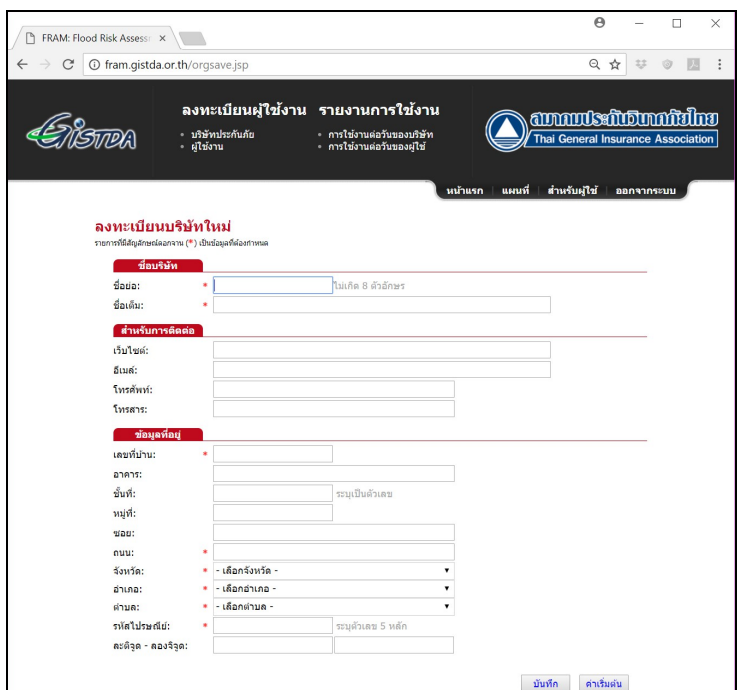 FRAM: Flood Risk Assess
fram.gistda.or.th/orgsave.jsp
GISTDA
ลงทะเบียนผู้ใช้งาน รายงานการใช้งาน
บริษัทประกันภัย
ผู้ใช้งาน
การใช้งานต่อวันของบริษัท
การใช้งานต่อวันของผู้ใช้
สมาคมประกันวินาศภัยไทย
Thai General Insurance Association
หน้าแรก แผนที่ สำหรับผู้ใช้ ออกจากระบบ
ลงทะเบียนบริษัทใหม่
รายการที่มีสัญลักษณ์ดอกจาน (*) เป็นข้อมูลที่ต้องกำหนด
ชื่อบริษัท
ชื่อย่อ: * ไม่เกิด 8 ตัวอักษร
ชื่อเต็ม: *
สำหรับการติดต่อ
เว็บไซต์:
อีเมล์:
โทรศัพท์:
โทรสาร:
ข้อมูลที่อยู่
เลขที่บ้าน: *
อาคาร:
ชั้นที่: ระบุเป็นตัวเลข
หมู่ที่:
ซอย:
ถนน: *
จังหวัด: * - เลือกจังหวัด -
อำเภอ: * - เลือกอำเภอ -
ตำบล: * - เลือกตำบล -
รหัสไปรษณีย์: * ระบุตัวเลข 5 หลัก
ละติจูด - ลองจิจูด:
บันทึก ค่าเริ่มต้น